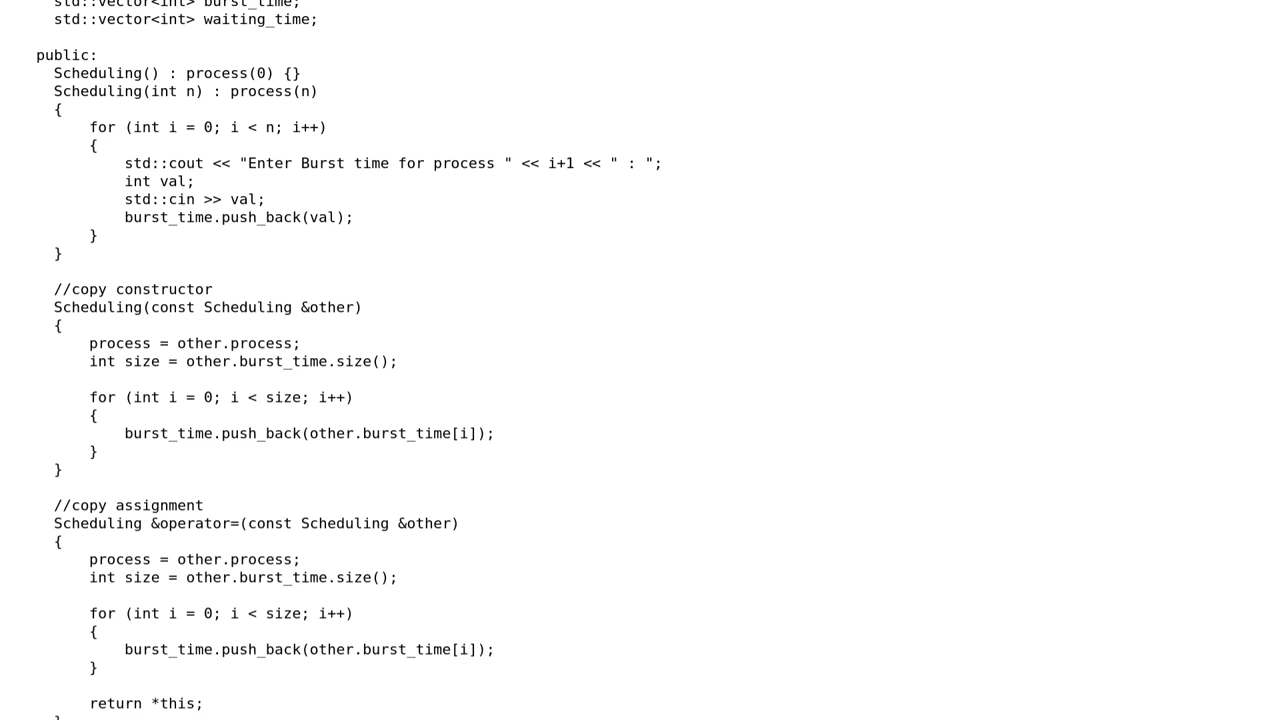 std::vector<int> burst_time;
std::vector<int> waiting_time;
public:
Scheduling() : process(0) {}
Scheduling(int n) : process(n)
{
for (int i = 0; i < n; i++)
{
std::cout << "Enter Burst time for process " << i+1 << " : ";
int val;
std::cin >> val;
burst_time.push_back(val);
}
}
//copy constructor
Scheduling(const Scheduling &other)
{
process = other.process;
int size = other.burst_time.size();
for (int i = 0; i < size; i++)
{
burst_time.push_back(other.burst_time[i]);
}
}
//copy assignment
Scheduling &operator=(const Scheduling &other)
{
process = other.process;
int size = other.burst_time.size();
for (int i = 0; i < size; i++)
{
burst_time.push_back(other.burst_time[i]);
}
return *this;
}